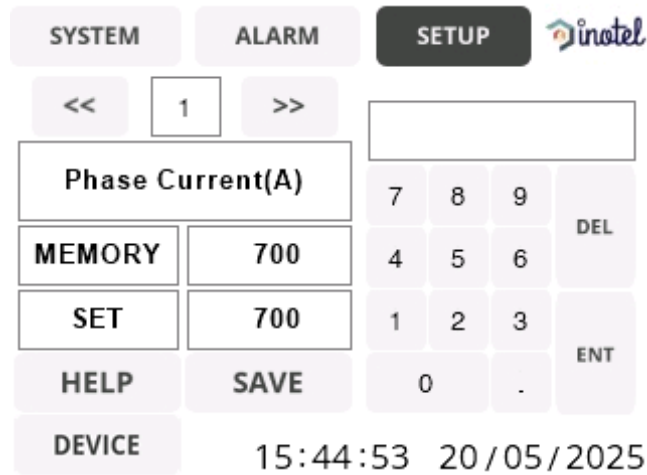 SYSTEM ALARM SETUP inotel
<< 1 >>
Phase Current(A)
7 8 9 DEL
MEMORY 700
4 5 6
SET 700
1 2 3 ENT
HELP SAVE
0 .
DEVICE
15:44:53 20/05/2025